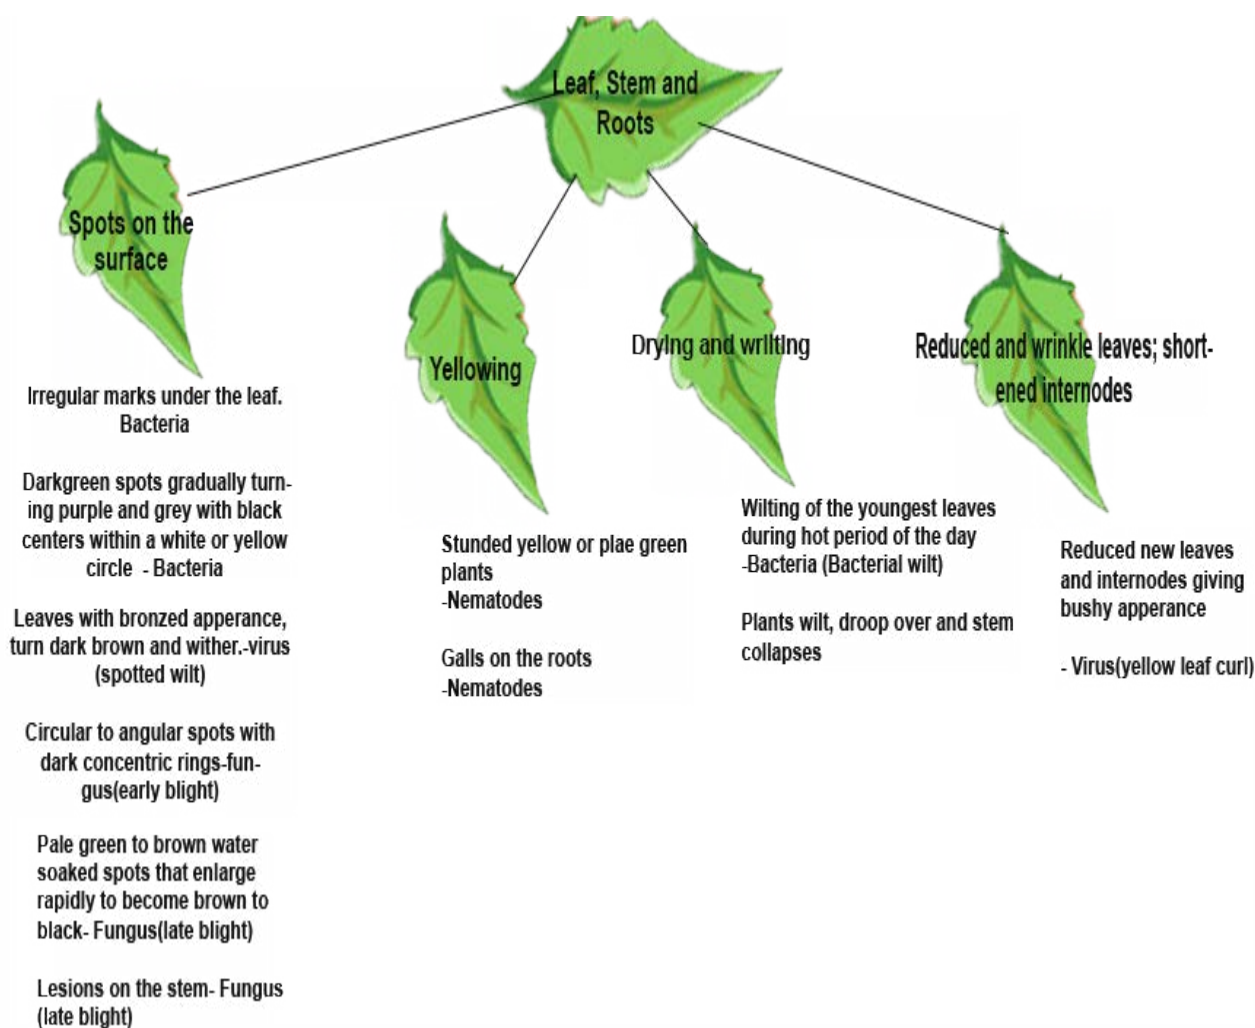 Leaf, Stem and
Roots
Spots on the
surface
Irregular marks under the leaf.
Bacteria
Darkgreen spots gradually turn-
ing purple and grey with black
centers within a white or yellow
circle - Bacteria
Leaves with bronzed apperance,
turn dark brown and wither.-virus
(spotted wilt)
Circular to angular spots with
dark concentric rings-fun-
gus(early blight)
Pale green to brown water
soaked spots that enlarge
rapidly to become brown to
black- Fungus(late blight)
Lesions on the stem- Fungus
(late blight)
Yellowing
Stunded yellow or plae green
plants
-Nematodes
Galls on the roots
-Nematodes
Drying and wrilting
Wilting of the youngest leaves
during hot period of the day
-Bacteria (Bacterial wilt)
Plants wilt, droop over and stem
collapses
Reduced and wrinkle leaves; short-
ened internodes
Reduced new leaves
and internodes giving
bushy apperance
- Virus(yellow leaf curl)